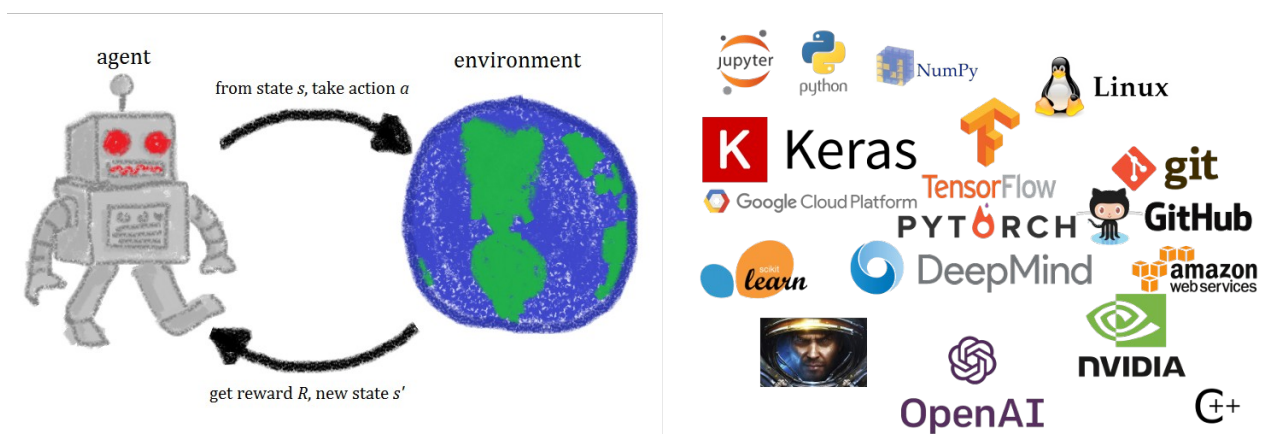 agent
environment
from state s, take action a
get reward R, new state s′
jupyter
python
NumPy
Linux
K Keras
TensorFlow
git
Google Cloud Platform
PYTORCH
GitHub
scikit
learn
DeepMind
amazon
web services
NVIDIA
OpenAI
C++